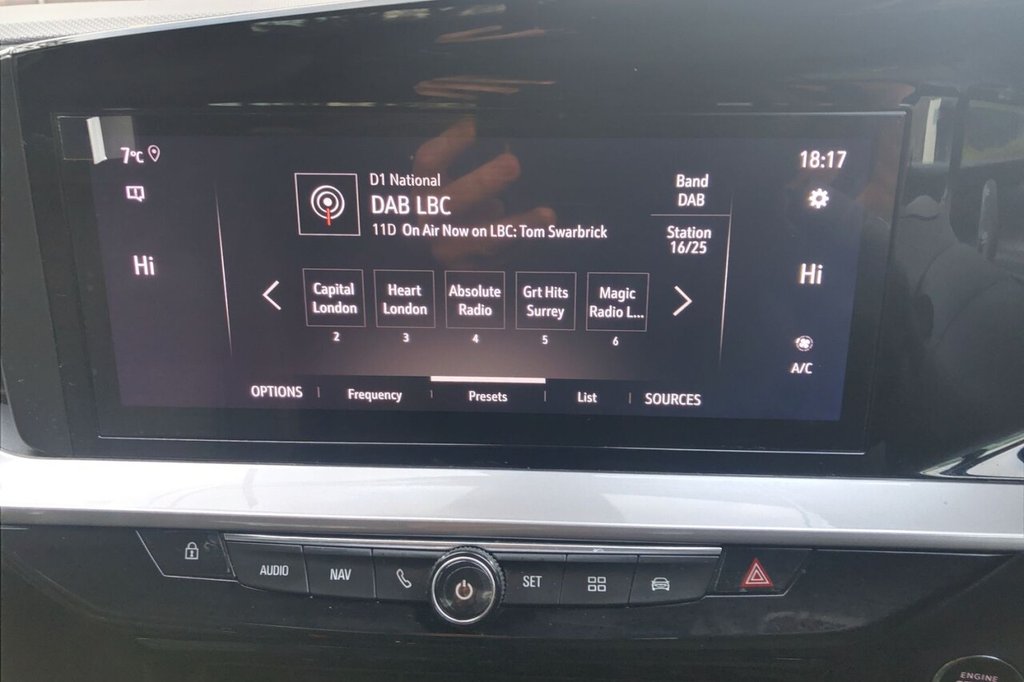 7°C
18:17
D1 National
DAB LBC
11D On Air Now on LBC: Tom Swarbrick
Band
DAB
Station
16/25
Hi
Hi
Capital
London
2
Heart
London
3
Absolute
Radio
4
Grt Hits
Surrey
5
Magic
Radio L...
6
A/C
OPTIONS
Frequency
Presets
List
SOURCES
AUDIO
NAV
SET
ENGINE